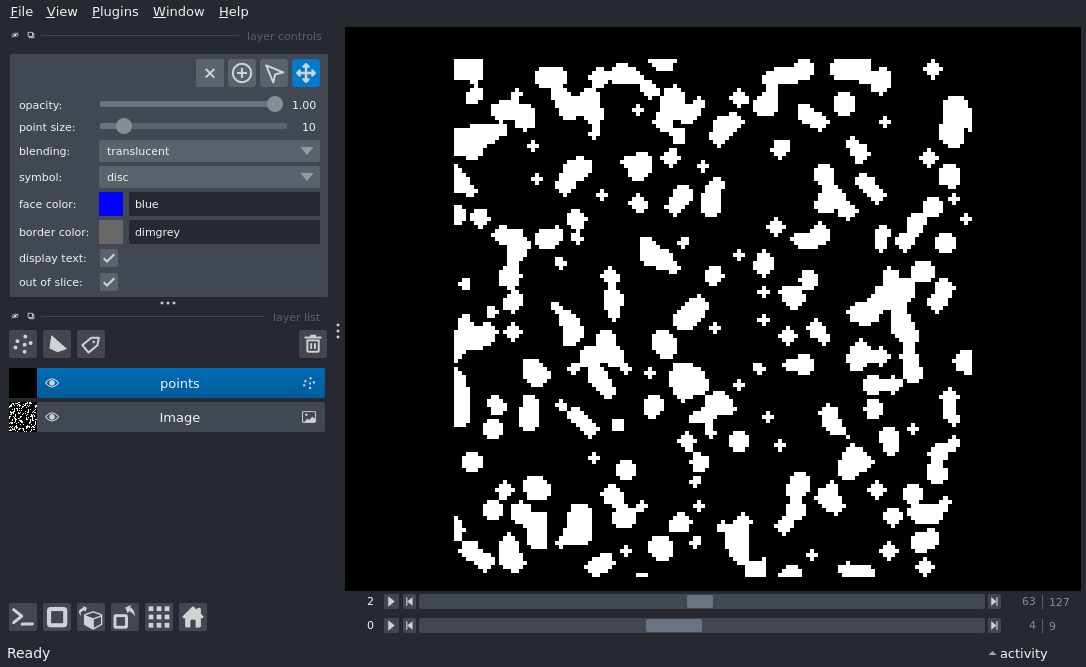 File View Plugins Window Help
layer controls
opacity: 1.00
point size: 10
blending: translucent
symbol: disc
face color: blue
border color: dimgrey
display text:
out of slice:
layer list
points
Image
2 63 127
0 4 9
Ready activity